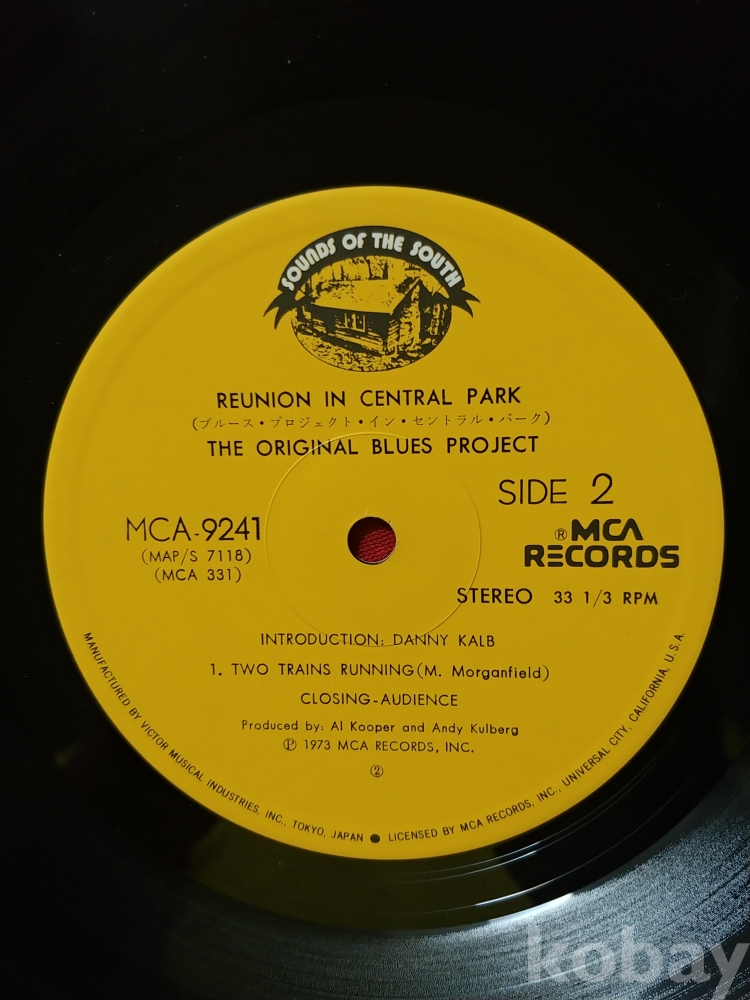 SOUNDS OF THE SOUTH
REUNION IN CENTRAL PARK
(ブルース・プロジェクト・イン・セントラル・パーク)
THE ORIGINAL BLUES PROJECT
SIDE 2
MCA-9241
(MAP/S 7118)
(MCA 331)
® MCA
RECORDS
STEREO 33 1/3 RPM
INTRODUCTION: DANNY KALB
1. TWO TRAINS RUNNING (M. Morganfield)
CLOSING-AUDIENCE
Produced by: Al Kooper and Andy Kulberg
℗ 1973 MCA RECORDS, INC.
②
MANUFACTURED BY VICTOR MUSICAL INDUSTRIES, INC., TOKYO, JAPAN ● LICENSED BY MCA RECORDS, INC., UNIVERSAL CITY, CALIFORNIA, U.S.A.
kobay